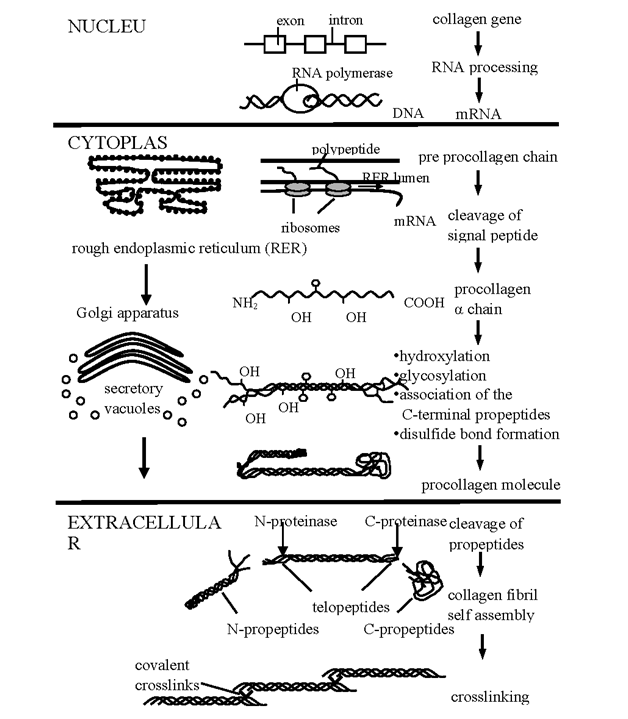 NUCLEU
exon
intron
collagen gene
RNA processing
RNA polymerase
DNA
mRNA
CYTOPLAS
polypeptide
pre procollagen chain
RER lumen
ribosomes
mRNA
cleavage of
signal peptide
rough endoplasmic reticulum (RER)
Golgi apparatus
NH2
OH
OH
COOH
procollagen
α chain
secretory
vacuoles
OH
OH
OH
OH
•hydroxylation
•glycosylation
•association of the
C-terminal propeptides
•disulfide bond formation
procollagen molecule
EXTRACELLULA
R
N-proteinase
C-proteinase
cleavage of
propeptides
telopeptides
N-propeptides
C-propeptides
collagen fibril
self assembly
covalent
crosslinks
crosslinking